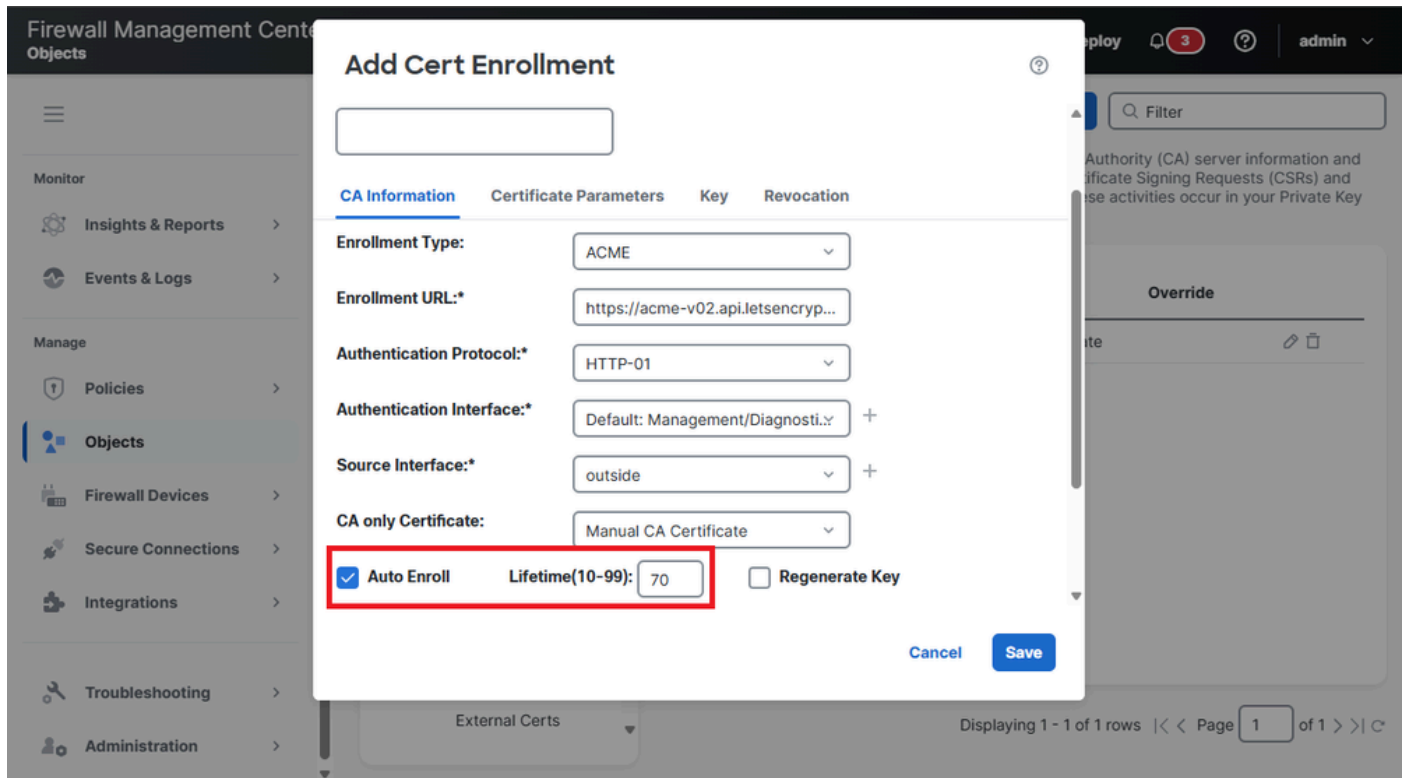 Firewall Management Cente
Objects
eploy
3
admin
Monitor
Insights & Reports
Events & Logs
Manage
Policies
Objects
Firewall Devices
Secure Connections
Integrations
Troubleshooting
Administration
Add Cert Enrollment
CA Information Certificate Parameters Key Revocation
Enrollment Type: ACME
Enrollment URL:* https://acme-v02.api.letsencryp...
Authentication Protocol:* HTTP-01
Authentication Interface:* Default: Management/Diagnosti...
Source Interface:* outside
CA only Certificate: Manual CA Certificate
Auto Enroll Lifetime(10-99): 70 Regenerate Key
Cancel Save
Filter
Authority (CA) server information and
tificate Signing Requests (CSRs) and
ese activities occur in your Private Key
Override
ate
External Certs
Displaying 1 - 1 of 1 rows |< < Page 1 of 1 > >|